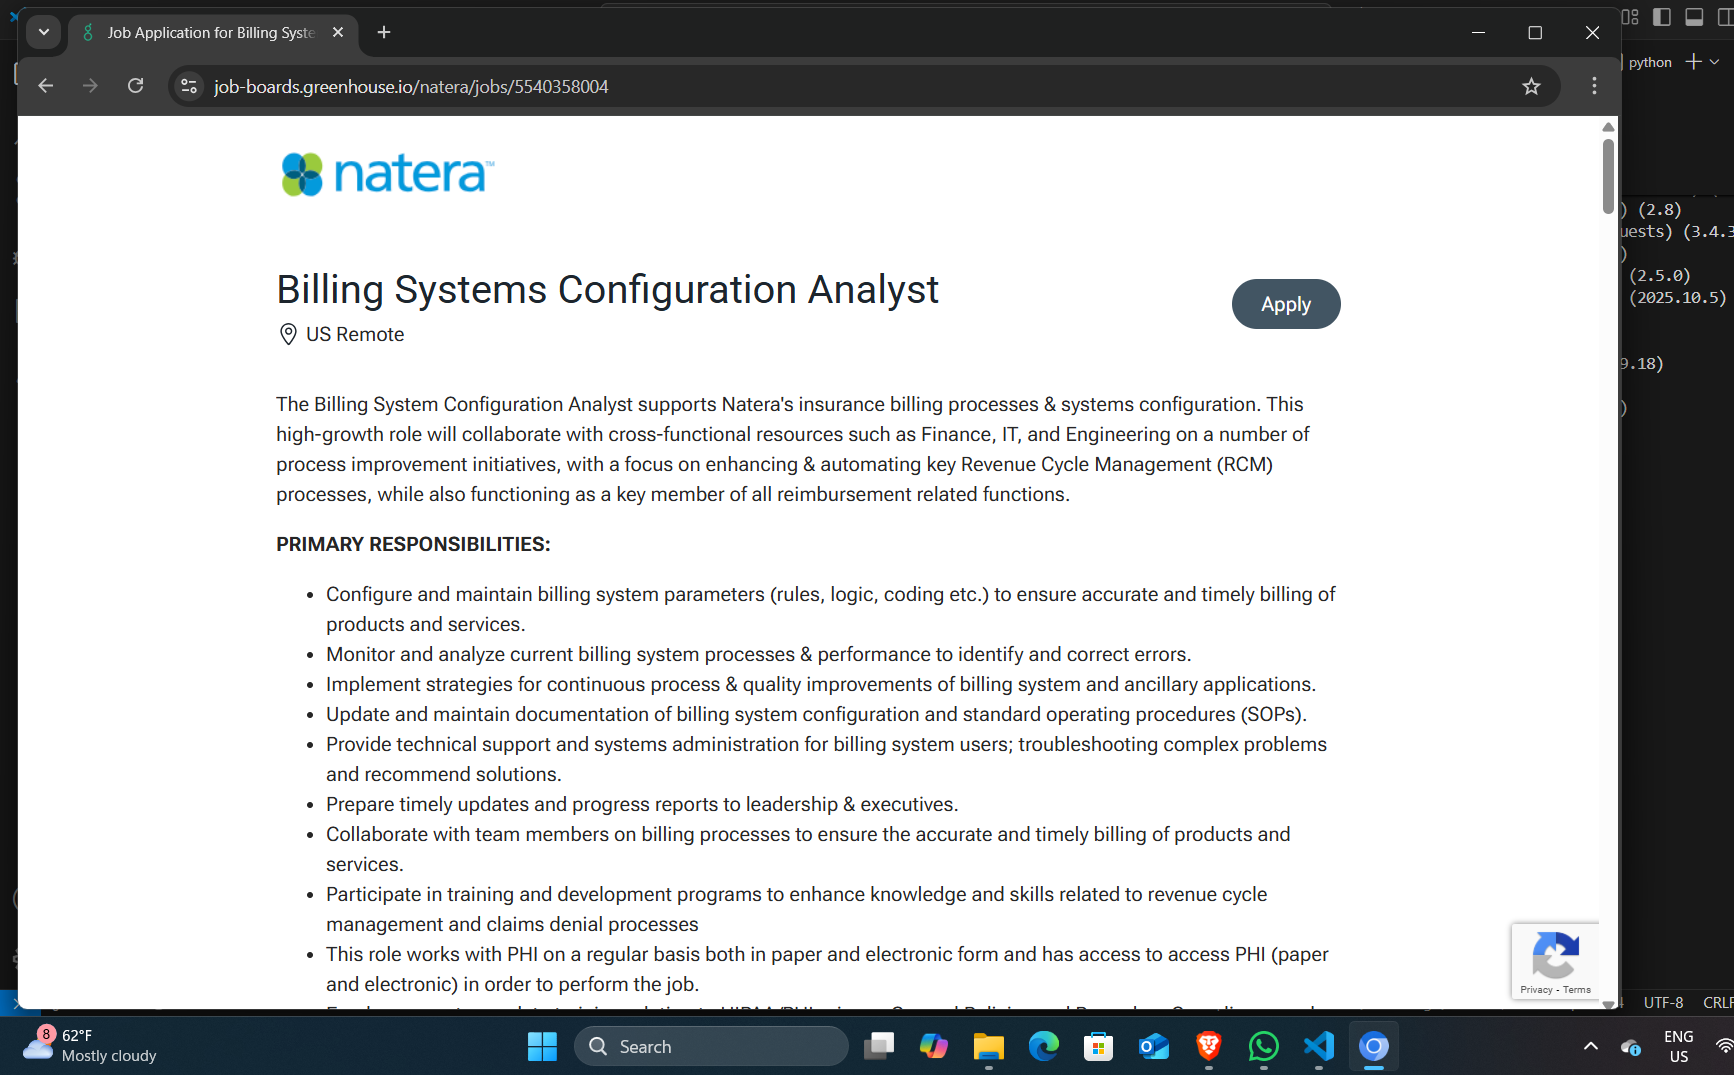 Job Application for Billing Syste
python
job-boards.greenhouse.io/natera/jobs/5540358004
natera™
) (2.8)
uests) (3.4.3
)
(2.5.0)
(2025.10.5)
9.18)
)
Billing Systems Configuration Analyst
Apply
US Remote
The Billing System Configuration Analyst supports Natera's insurance billing processes & systems configuration. This
high-growth role will collaborate with cross-functional resources such as Finance, IT, and Engineering on a number of
process improvement initiatives, with a focus on enhancing & automating key Revenue Cycle Management (RCM)
processes, while also functioning as a key member of all reimbursement related functions.
PRIMARY RESPONSIBILITIES:
• Configure and maintain billing system parameters (rules, logic, coding etc.) to ensure accurate and timely billing of
products and services.
• Monitor and analyze current billing system processes & performance to identify and correct errors.
• Implement strategies for continuous process & quality improvements of billing system and ancillary applications.
• Update and maintain documentation of billing system configuration and standard operating procedures (SOPs).
• Provide technical support and systems administration for billing system users; troubleshooting complex problems
and recommend solutions.
• Prepare timely updates and progress reports to leadership & executives.
• Collaborate with team members on billing processes to ensure the accurate and timely billing of products and
services.
• Participate in training and development programs to enhance knowledge and skills related to revenue cycle
management and claims denial processes
• This role works with PHI on a regular basis both in paper and electronic form and has access to access PHI (paper
and electronic) in order to perform the job.
Privacy - Terms
UTF-8 CRLF
8
62°F
Mostly cloudy
Search
ENG
US